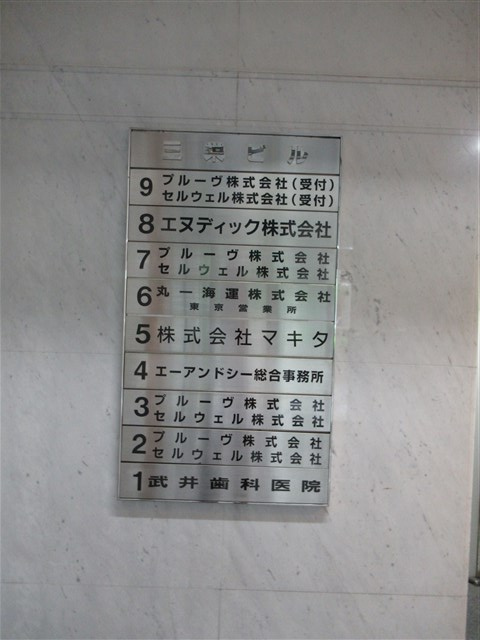 三栄ビル
9 プルーヴ株式会社(受付)
セルウェル株式会社(受付)
8 エヌディック株式会社
7 プルーヴ株式会社
セルウェル株式会社
6 丸一海運株式会社
東京営業所
5 株式会社マキタ
4 エーアンドシー総合事務所
3 プルーヴ株式会社
セルウェル株式会社
2 プルーヴ株式会社
セルウェル株式会社
1 武井歯科医院